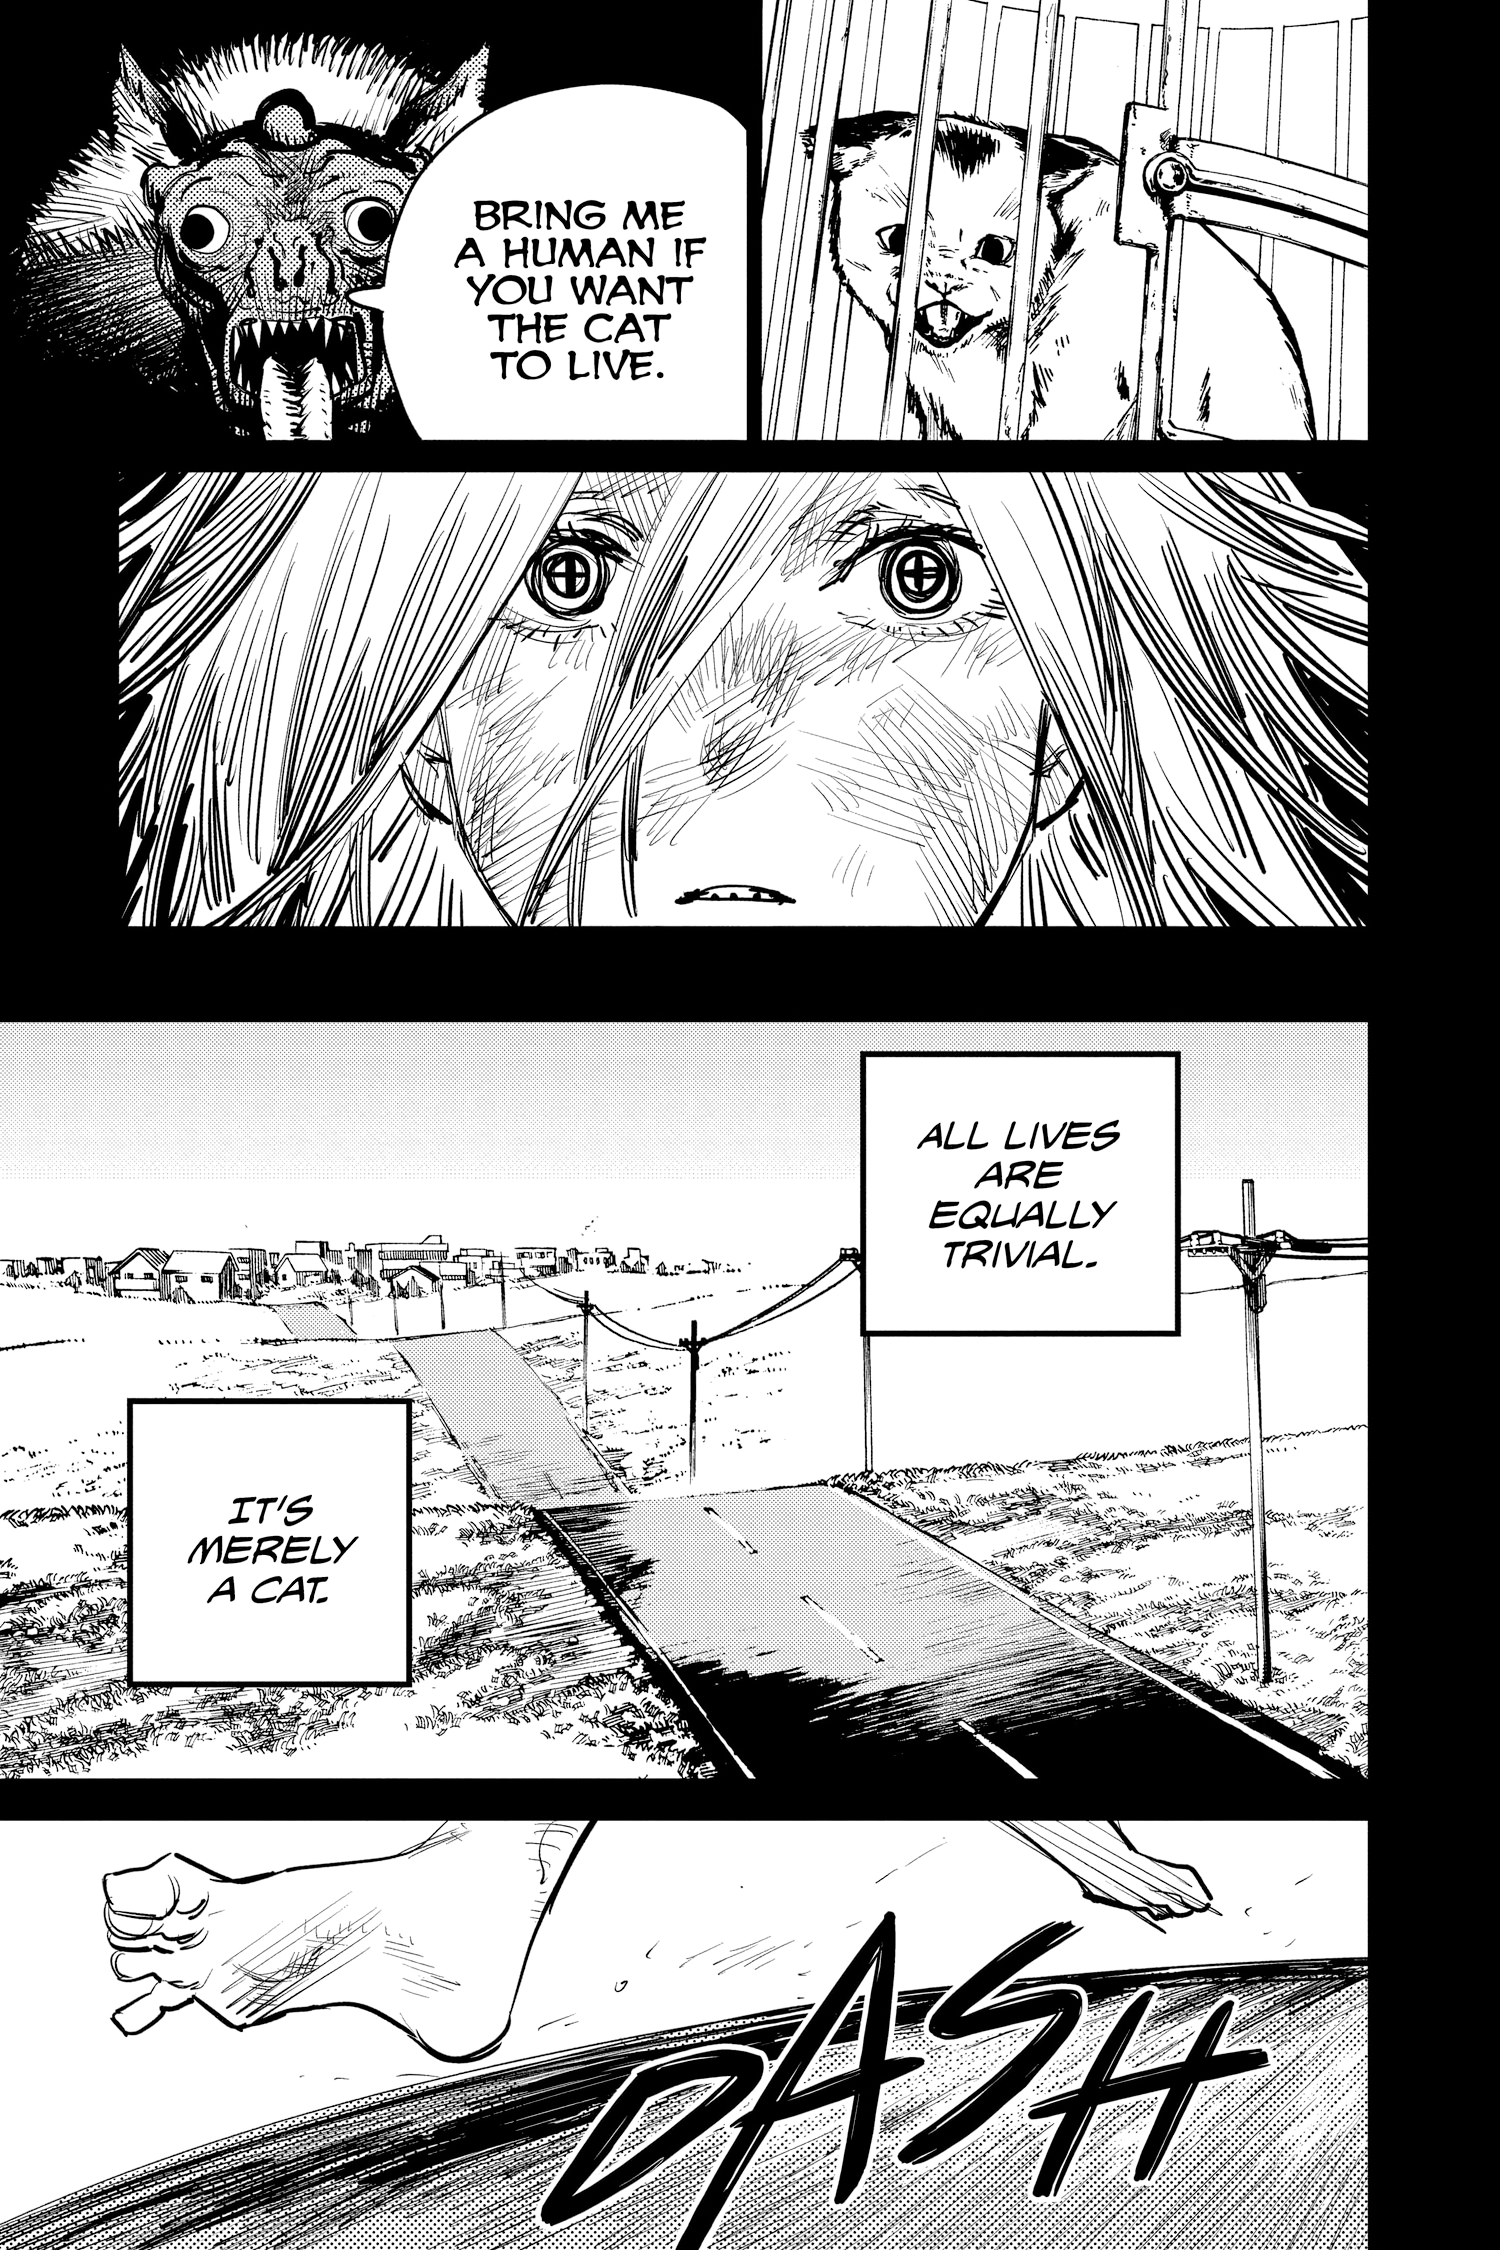 BRING ME
A HUMAN IF
YOU WANT
THE CAT
TO LIVE.
ALL LIVES
ARE
EQUALLY
TRIVIAL.
IT'S
MERELY
A CAT.
DASH